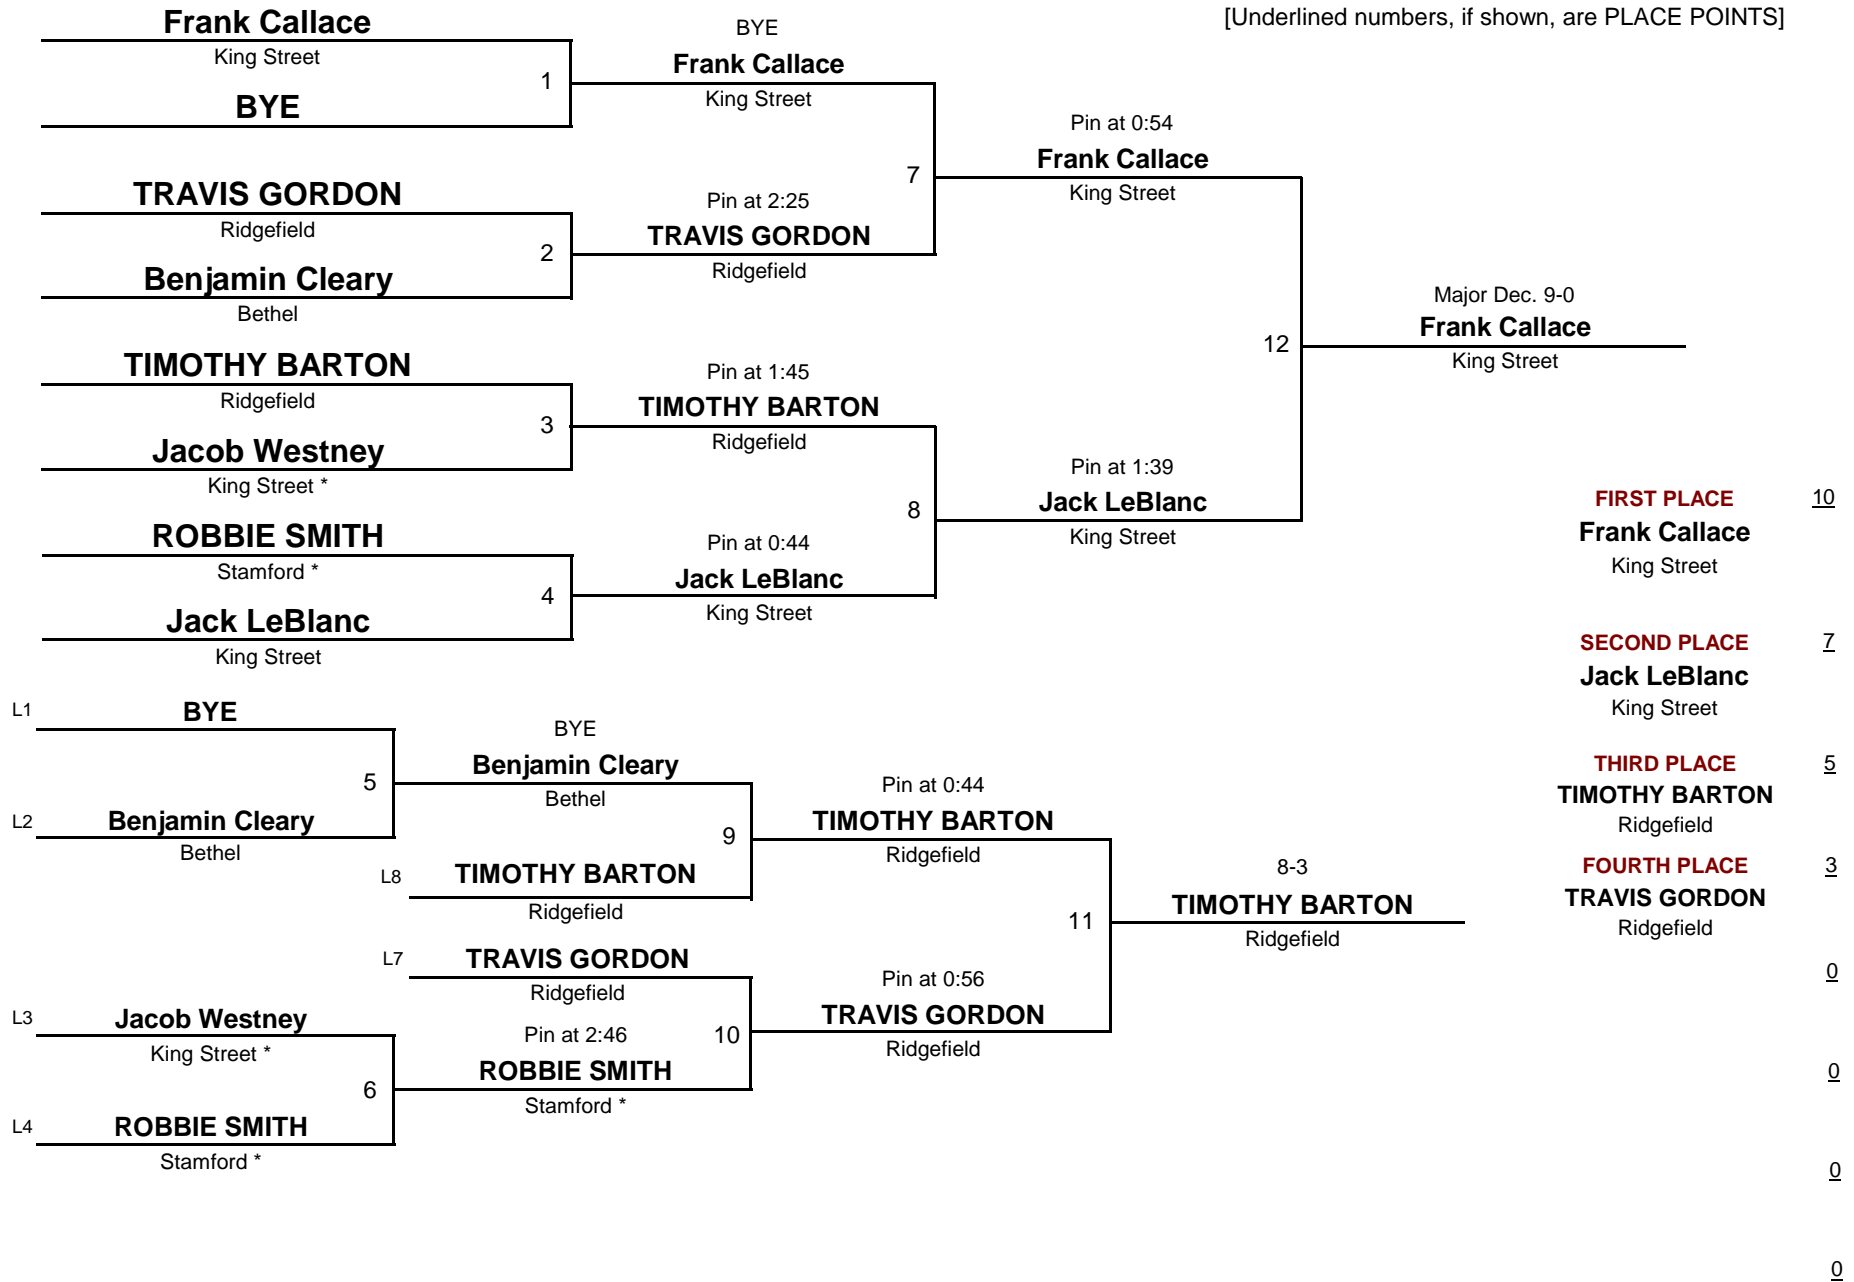 [Underlined numbers, if shown, are PLACE POINTS]
Frank Callace
King Street
1
BYE
BYE
Frank Callace
King Street
TRAVIS GORDON
Ridgefield
2
Benjamin Cleary
Bethel
Pin at 2:25
TRAVIS GORDON
Ridgefield
7
Pin at 0:54
Frank Callace
King Street
TIMOTHY BARTON
Ridgefield
3
Jacob Westney
King Street *
Pin at 1:45
TIMOTHY BARTON
Ridgefield
ROBBIE SMITH
Stamford *
4
Jack LeBlanc
King Street
Pin at 0:44
Jack LeBlanc
King Street
8
Pin at 1:39
Jack LeBlanc
King Street
12
Major Dec. 9-0
Frank Callace
King Street
FIRST PLACE 10
Frank Callace
King Street
SECOND PLACE 7
Jack LeBlanc
King Street
THIRD PLACE 5
TIMOTHY BARTON
Ridgefield
FOURTH PLACE 3
TRAVIS GORDON
Ridgefield
0
0
0
0
L1 BYE
5
L2 Benjamin Cleary
Bethel
BYE
Benjamin Cleary
Bethel
9
L8 TIMOTHY BARTON
Ridgefield
Pin at 0:44
TIMOTHY BARTON
Ridgefield
L7 TRAVIS GORDON
Ridgefield
10
L3 Jacob Westney
King Street *
6
L4 ROBBIE SMITH
Stamford *
Pin at 2:46
ROBBIE SMITH
Stamford *
Pin at 0:56
TRAVIS GORDON
Ridgefield
11
8-3
TIMOTHY BARTON
Ridgefield